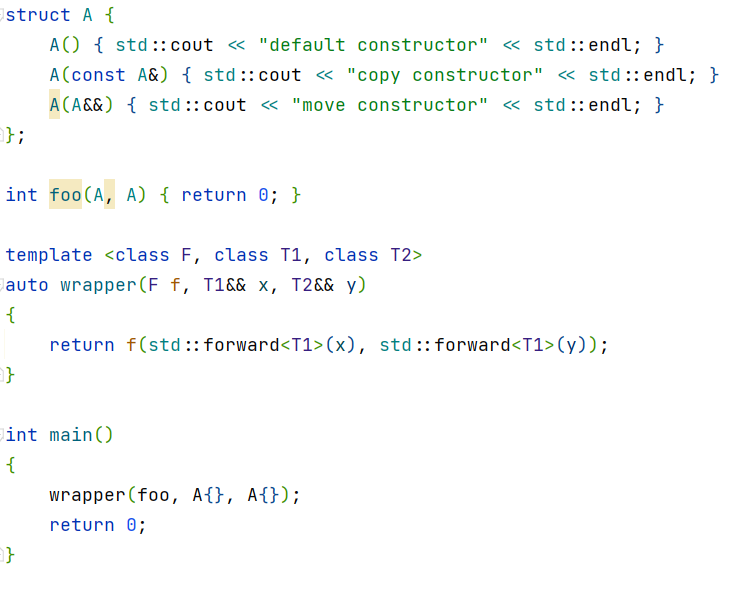 struct A {
    A() { std::cout << "default constructor" << std::endl; }
    A(const A&) { std::cout << "copy constructor" << std::endl; }
    A(A&&) { std::cout << "move constructor" << std::endl; }
};

int foo(A, A) { return 0; }

template <class F, class T1, class T2>
auto wrapper(F f, T1&& x, T2&& y)
{
    return f(std::forward<T1>(x), std::forward<T1>(y));
}

int main()
{
    wrapper(foo, A{}, A{});
    return 0;
}